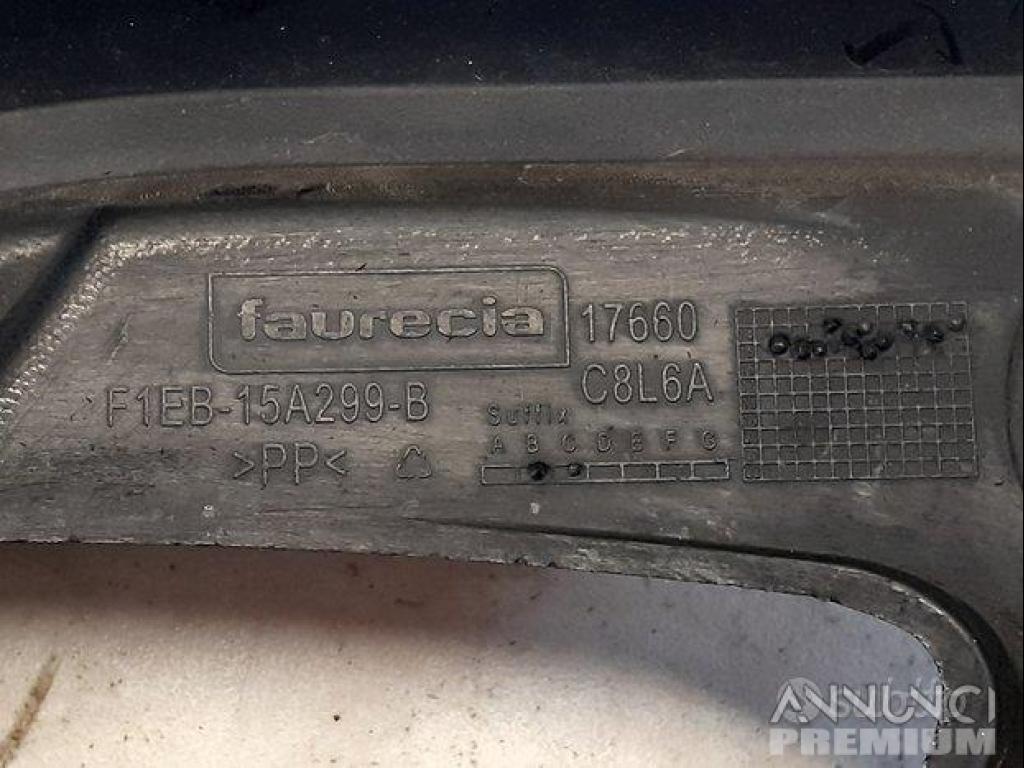 faurecia 17660
F1EB-15A299-B C8L6A
Suffix
A B C D E F G
>PP<
ANNUNCI
PREMIUM